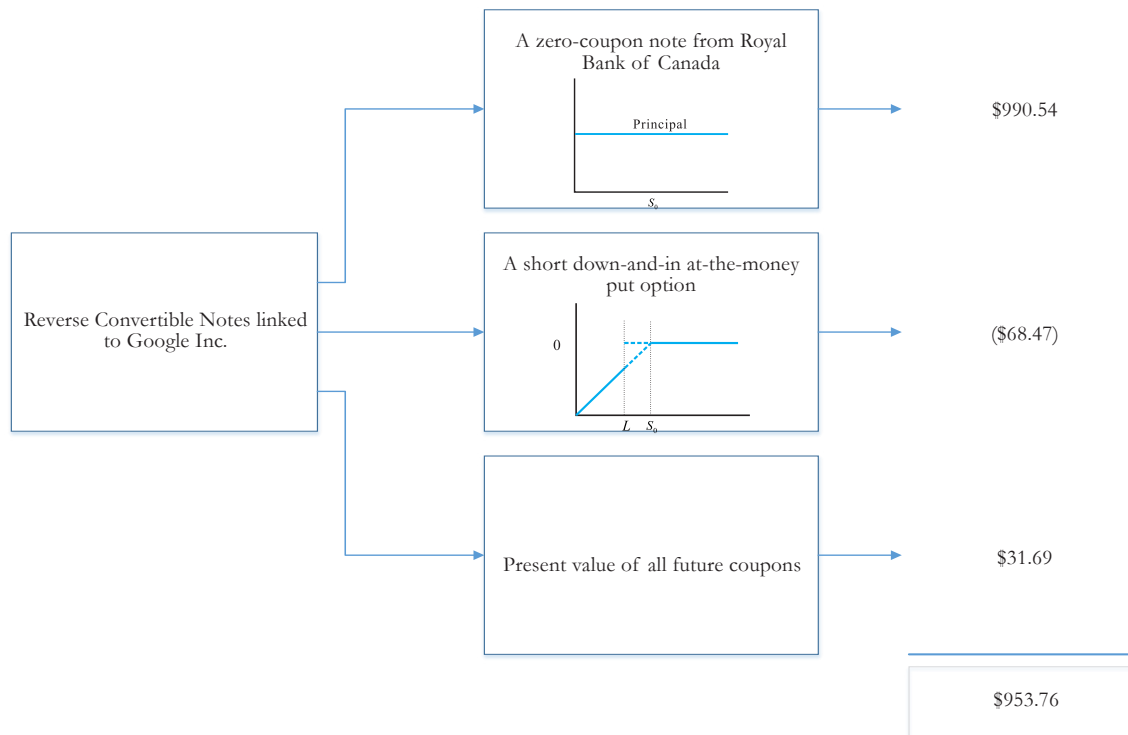 A zero-coupon note from Royal
Bank of Canada
Principal
S₀
$990.54
Reverse Convertible Notes linked
to Google Inc.
A short down-and-in at-the-money
put option
0
L
S₀
($68.47)
Present value of all future coupons
$31.69
$953.76